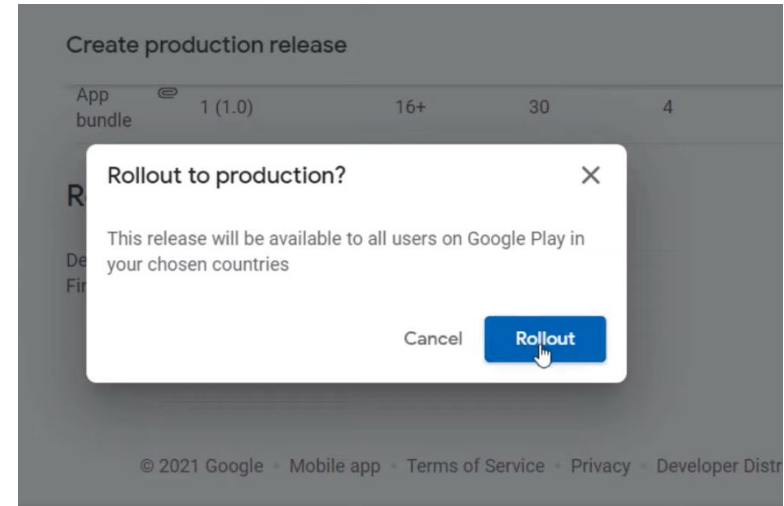 Create production release
App bundle 1 (1.0) 16+ 30 4
Rollout to production?
R
This release will be available to all users on Google Play in
your chosen countries
De
Fir
Cancel Rollout
© 2021 Google • Mobile app • Terms of Service • Privacy • Developer Distr